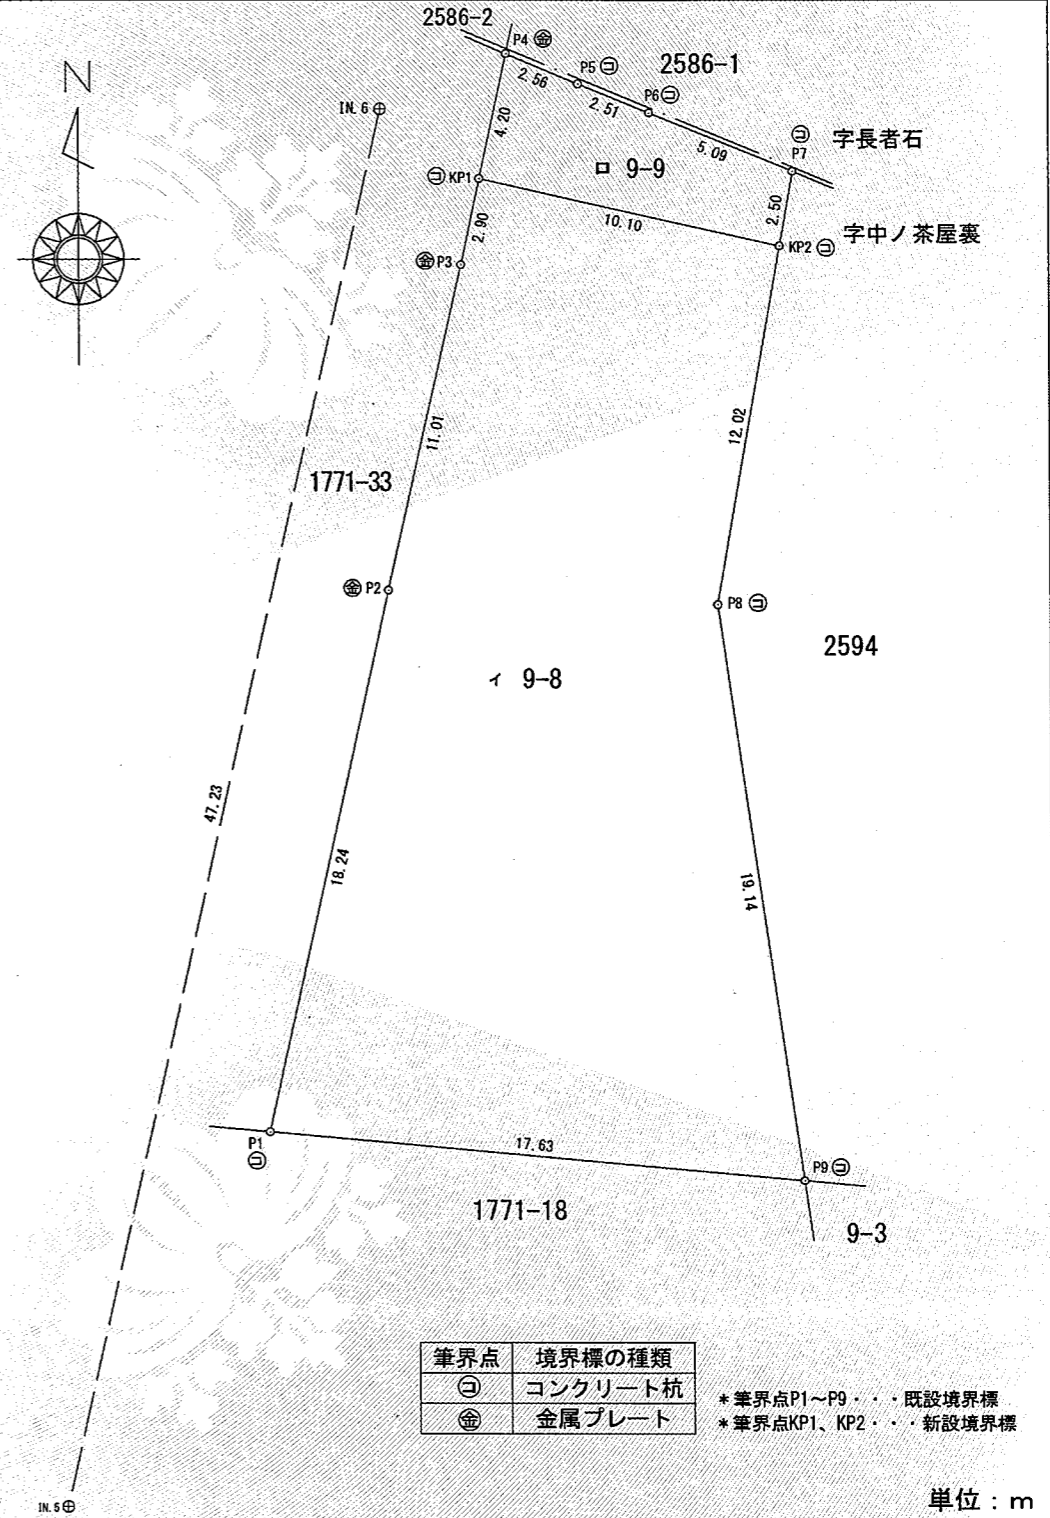 2586-2
P4 ㊎
N
2.56
P5 ㋙
2586-1
IN.6
4.20
2.51
P6 ㋙
㋙
P7
字長者石
5.09
㋙ KP1
ロ 9-9
2.50
2.90
10.10
字中ノ茶屋裏
㊎ P3
KP2 ㋙
11.01
12.02
1771-33
㊎ P2
P8 ㋙
2594
イ 9-8
47.23
18.24
19.14
P1
㋙
17.63
P9 ㋙
1771-18
9-3
筆界点 境界標の種類
㋙ コンクリート杭
㊎ 金属プレート
*筆界点P1～P9・・・既設境界標
*筆界点KP1、KP2・・・新設境界標
IN.5
単位:m